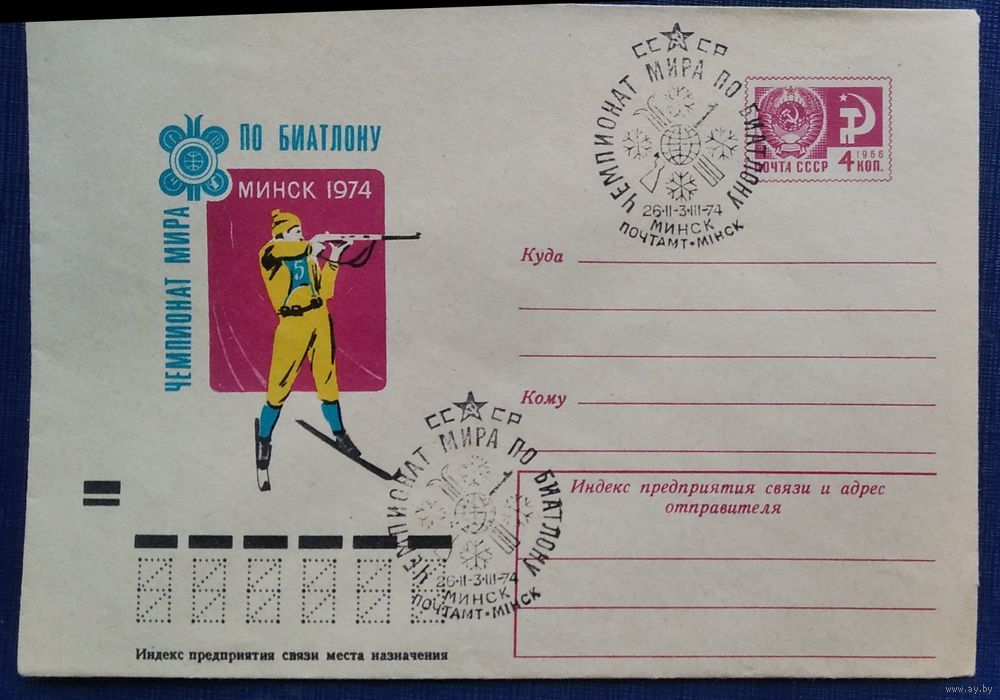 ЧЕМПИОНАТ МИРА
ПО БИАТЛОНУ
МИНСК 1974
5
СССР
ЧЕМПИОНАТ МИРА ПО БИАТЛОНУ
26·II-3·III-74
МИНСК
ПОЧТАМТ·МІНСК
1966
ПОЧТА СССР
4 КОП.
Куда
Кому
СССР
ЧЕМПИОНАТ МИРА ПО БИАТЛОНУ
26·II-3·III-74
МИНСК
ПОЧТАМТ·МІНСК
Индекс предприятия связи и адрес
отправителя
Индекс предприятия связи места назначения
www.ay.by